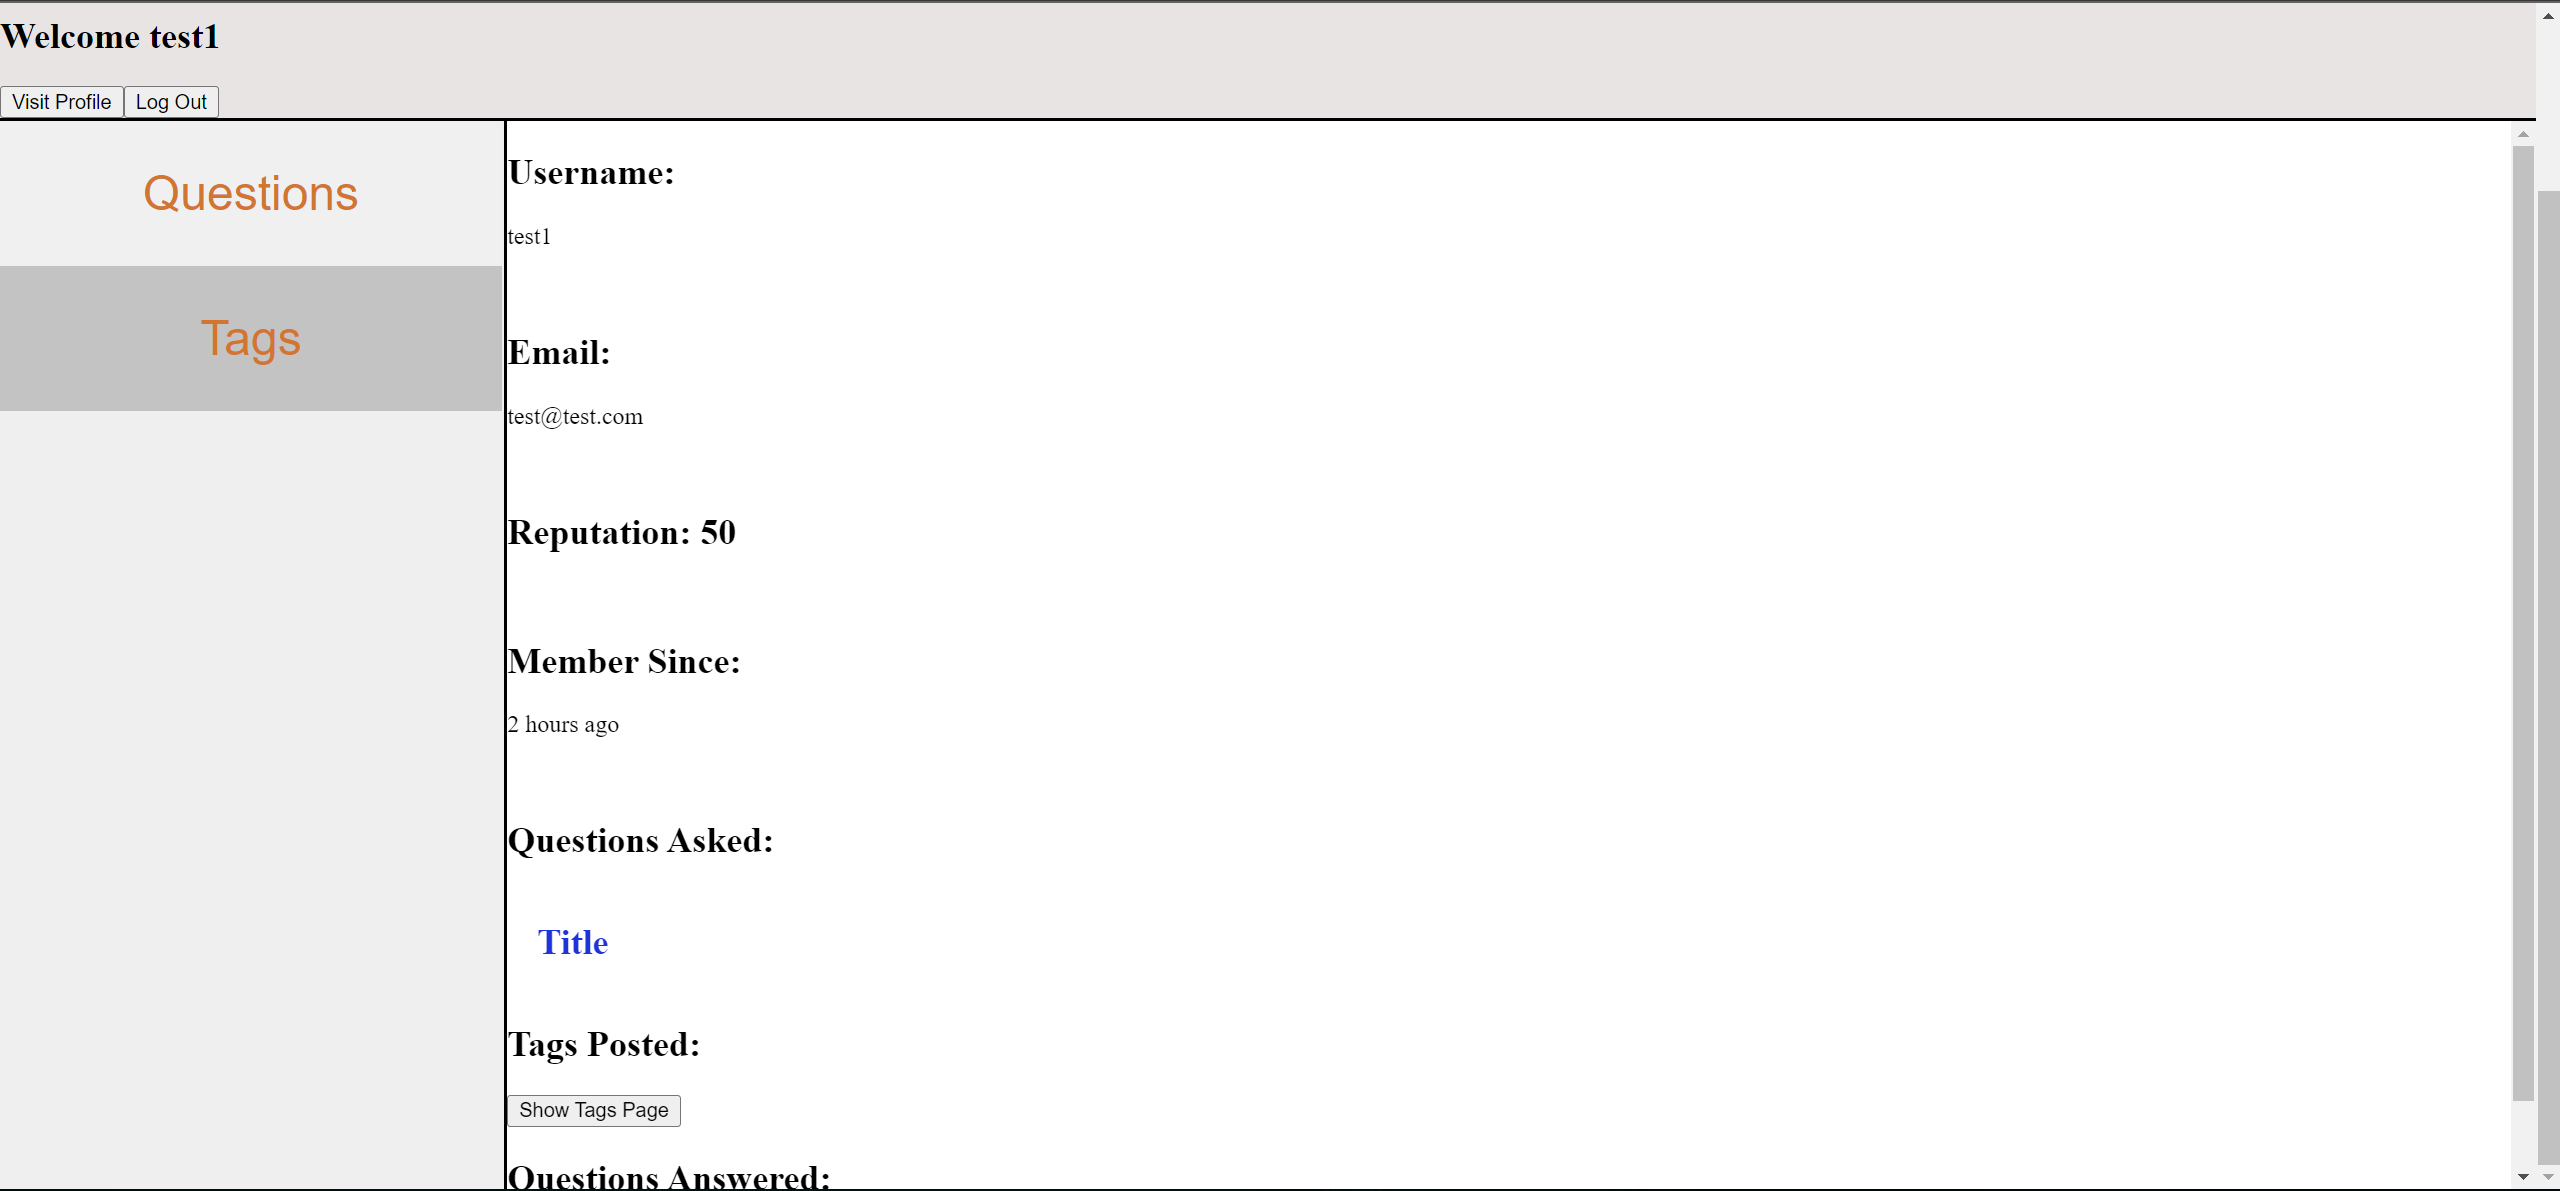 Welcome test1
Visit Profile Log Out
Questions
Tags
Username:
test1
Email:
test@test.com
Reputation: 50
Member Since:
2 hours ago
Questions Asked:
Title
Tags Posted:
Show Tags Page
Questions Answered: